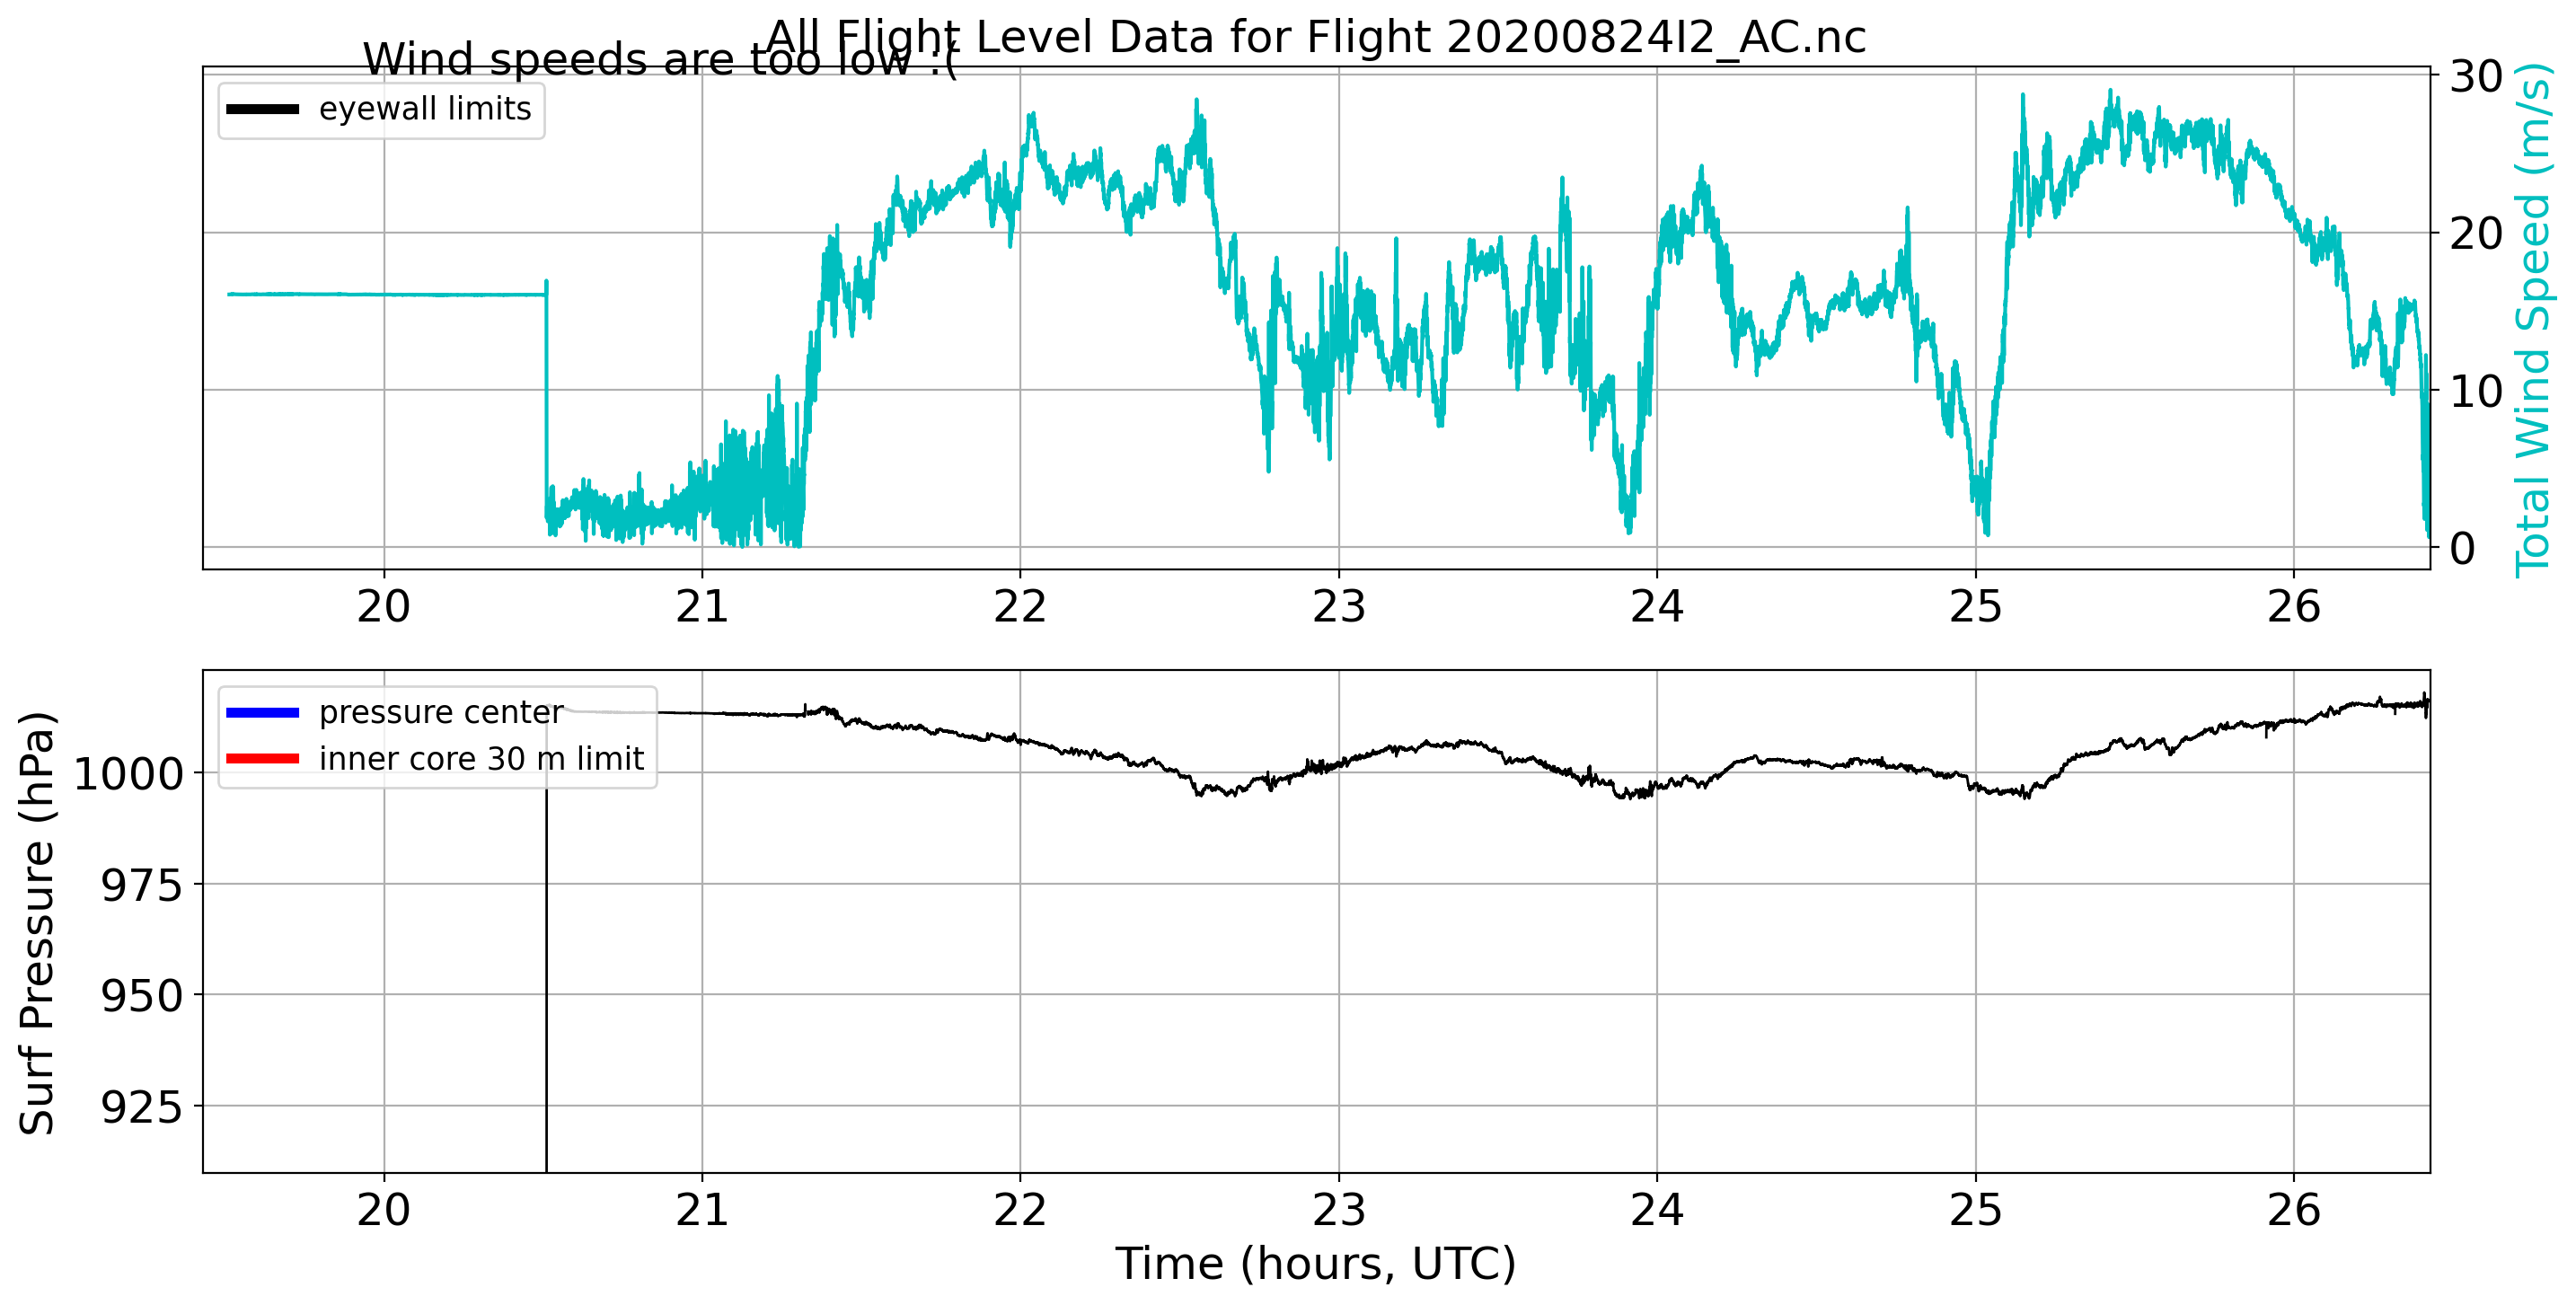 All Flight Level Data for Flight 20200824I2_AC.nc
Wind speeds are too low :(
eyewall limits
30
20
10
0
Total Wind Speed (m/s)
20 21 22 23 24 25 26
pressure center
inner core 30 m limit
Surf Pressure (hPa)
1000
975
950
925
20 21 22 23 24 25 26
Time (hours, UTC)